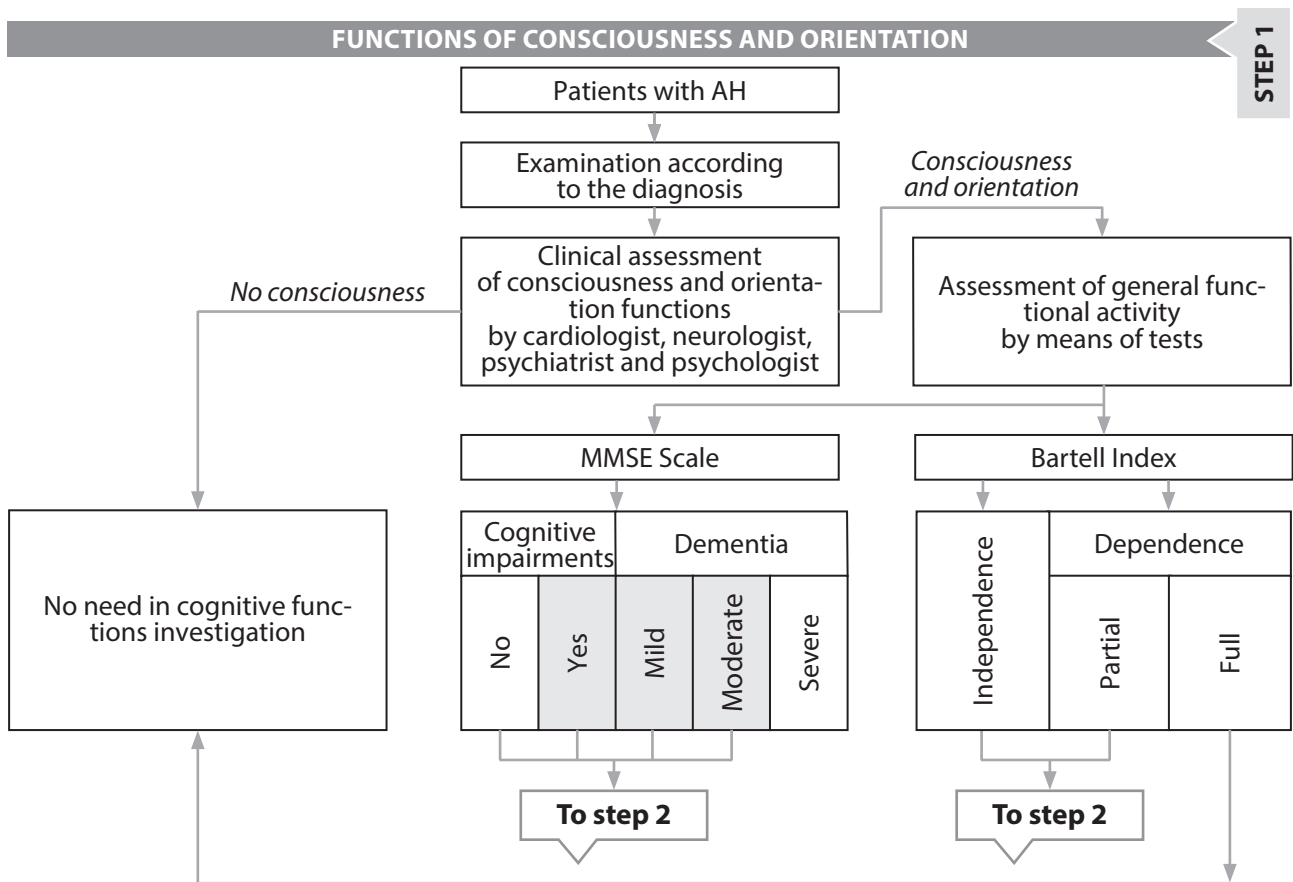 FUNCTIONS OF CONSCIOUSNESS AND ORIENTATION
STEP 1
Patients with AH
Examination according
to the diagnosis
Consciousness
and orientation
Clinical assessment
of consciousness and orienta-
tion functions
by cardiologist, neurologist,
psychiatrist and psychologist
No consciousness
Assessment of general func-
tional activity
by means of tests
MMSE Scale
Bartell Index
No need in cognitive func-
tions investigation
Cognitive
impairments
Dementia
No
Yes
Mild
Moderate
Severe
Independence
Dependence
Partial
Full
To step 2
To step 2